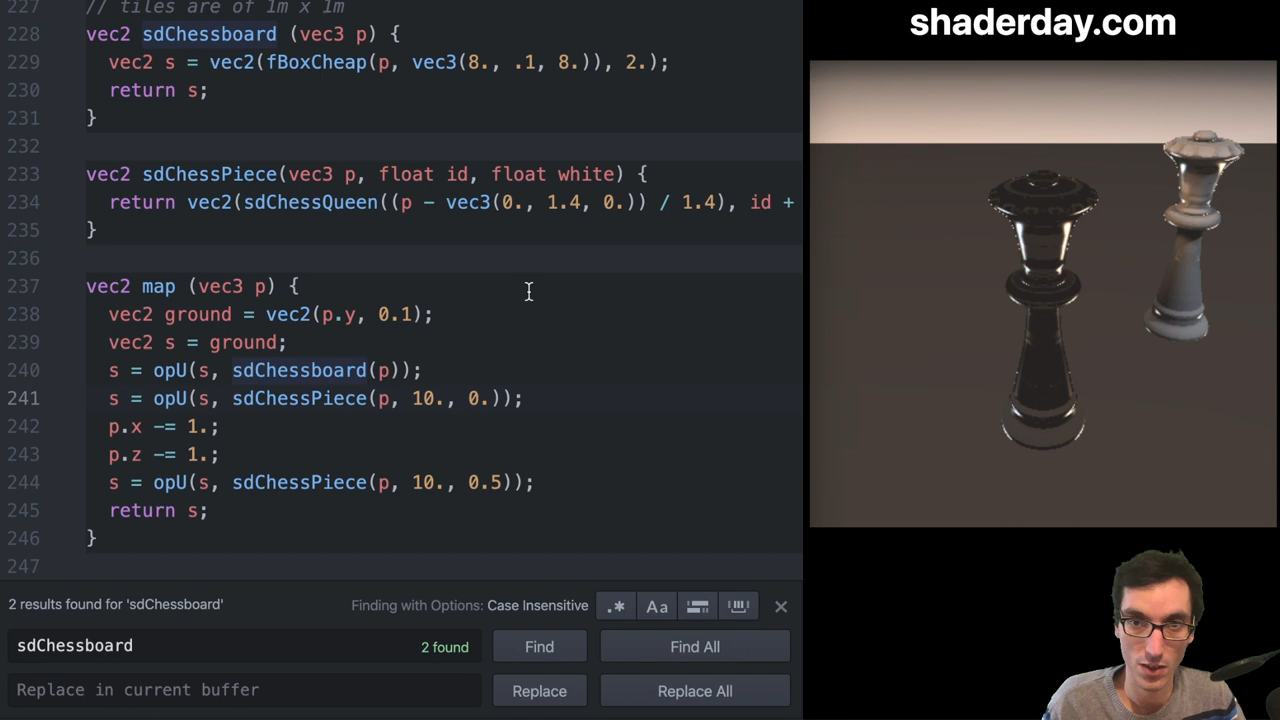 227 // tiles are of 1m x 1m
228 vec2 sdChessboard (vec3 p) {
229 vec2 s = vec2(fBoxCheap(p, vec3(8., .1, 8.)), 2.);
230 return s;
231 }
232
233 vec2 sdChessPiece(vec3 p, float id, float white) {
234 return vec2(sdChessQueen((p - vec3(0., 1.4, 0.)) / 1.4), id +
235 }
236
237 vec2 map (vec3 p) {
238 vec2 ground = vec2(p.y, 0.1);
239 vec2 s = ground;
240 s = opU(s, sdChessboard(p));
241 s = opU(s, sdChessPiece(p, 10., 0.));
242 p.x -= 1.;
243 p.z -= 1.;
244 s = opU(s, sdChessPiece(p, 10., 0.5));
245 return s;
246 }
247
2 results found for 'sdChessboard'
Finding with Options: Case Insensitive
.* Aa
sdChessboard
2 found
Find
Find All
Replace in current buffer
Replace
Replace All
shaderday.com